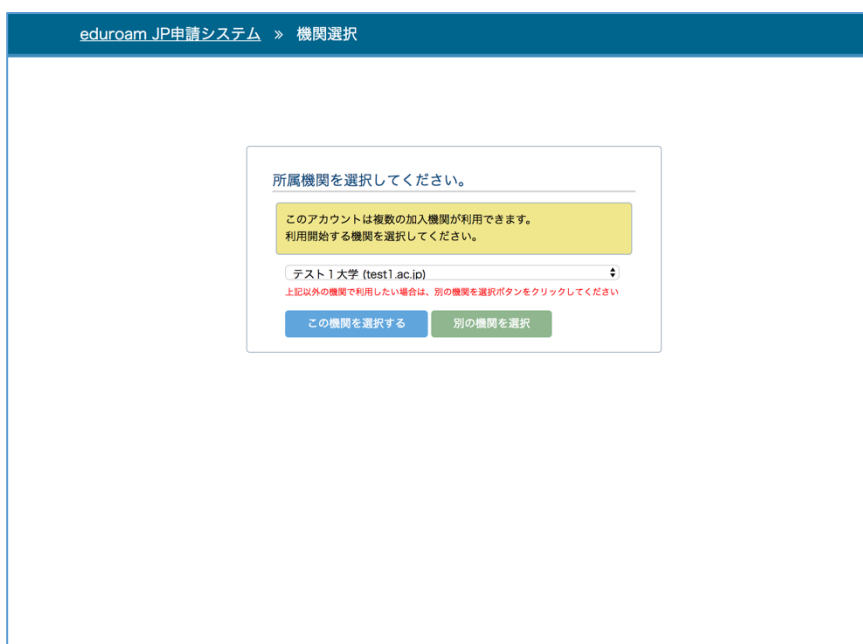 eduroam JP申請システム » 機関選択
所属機関を選択してください。
このアカウントは複数の加入機関が利用できます。
利用開始する機関を選択してください。
テスト1大学 (test1.ac.jp)
上記以外の機関で利用したい場合は、別の機関を選択ボタンをクリックしてください
この機関を選択する 別の機関を選択